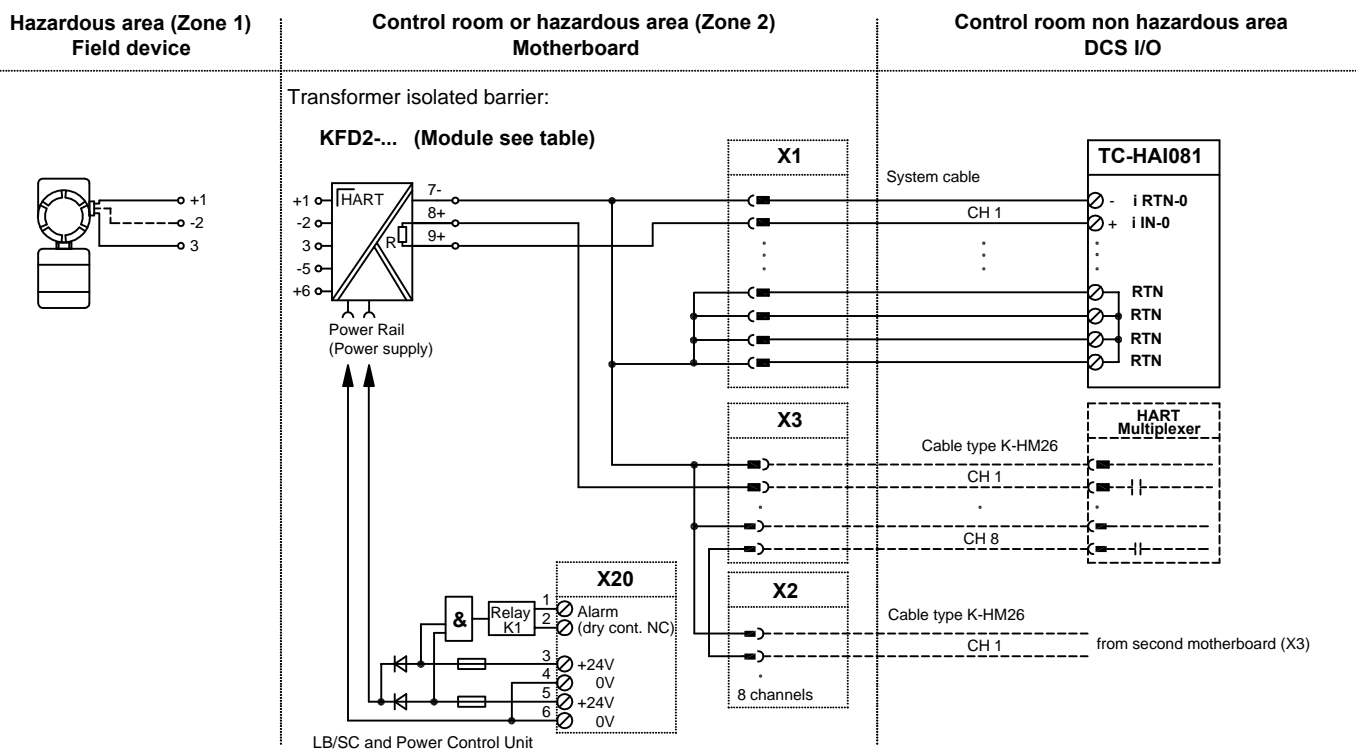 Hazardous area (Zone 1)
Field device
Control room or hazardous area (Zone 2)
Motherboard
Control room non hazardous area
DCS I/O
Transformer isolated barrier:
KFD2-... (Module see table)
+1
-2
3
+1
-2
3
-5
+6
HART
R
7-
8+
9+
Power Rail
(Power supply)
X1
System cable
CH 1
TC-HAI081
- i RTN-0
+ i IN-0
RTN
RTN
RTN
RTN
X3
Cable type K-HM26
CH 1
CH 8
HART
Multiplexer
X2
Cable type K-HM26
CH 1
from second motherboard (X3)
8 channels
X20
&
Relay
K1
1 Alarm
2 (dry cont. NC)
3 +24V
4 0V
5 +24V
6 0V
LB/SC and Power Control Unit